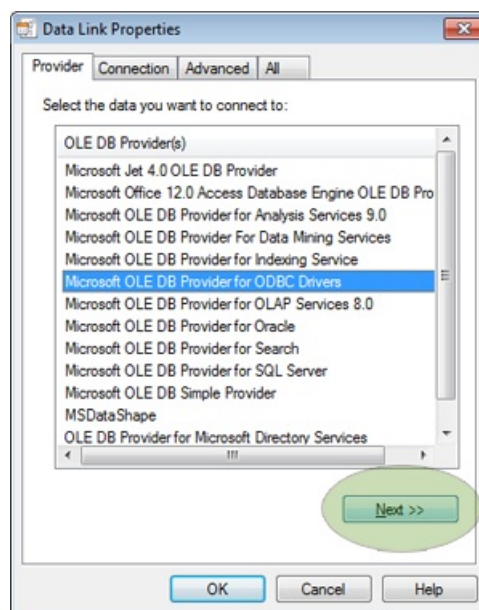 Data Link Properties
Provider Connection Advanced All
Select the data you want to connect to:
OLE DB Provider(s)
Microsoft Jet 4.0 OLE DB Provider
Microsoft Office 12.0 Access Database Engine OLE DB Pro
Microsoft OLE DB Provider for Analysis Services 9.0
Microsoft OLE DB Provider For Data Mining Services
Microsoft OLE DB Provider for Indexing Service
Microsoft OLE DB Provider for ODBC Drivers
Microsoft OLE DB Provider for OLAP Services 8.0
Microsoft OLE DB Provider for Oracle
Microsoft OLE DB Provider for Search
Microsoft OLE DB Provider for SQL Server
Microsoft OLE DB Simple Provider
MSDataShape
OLE DB Provider for Microsoft Directory Services
Next >>
OK Cancel Help